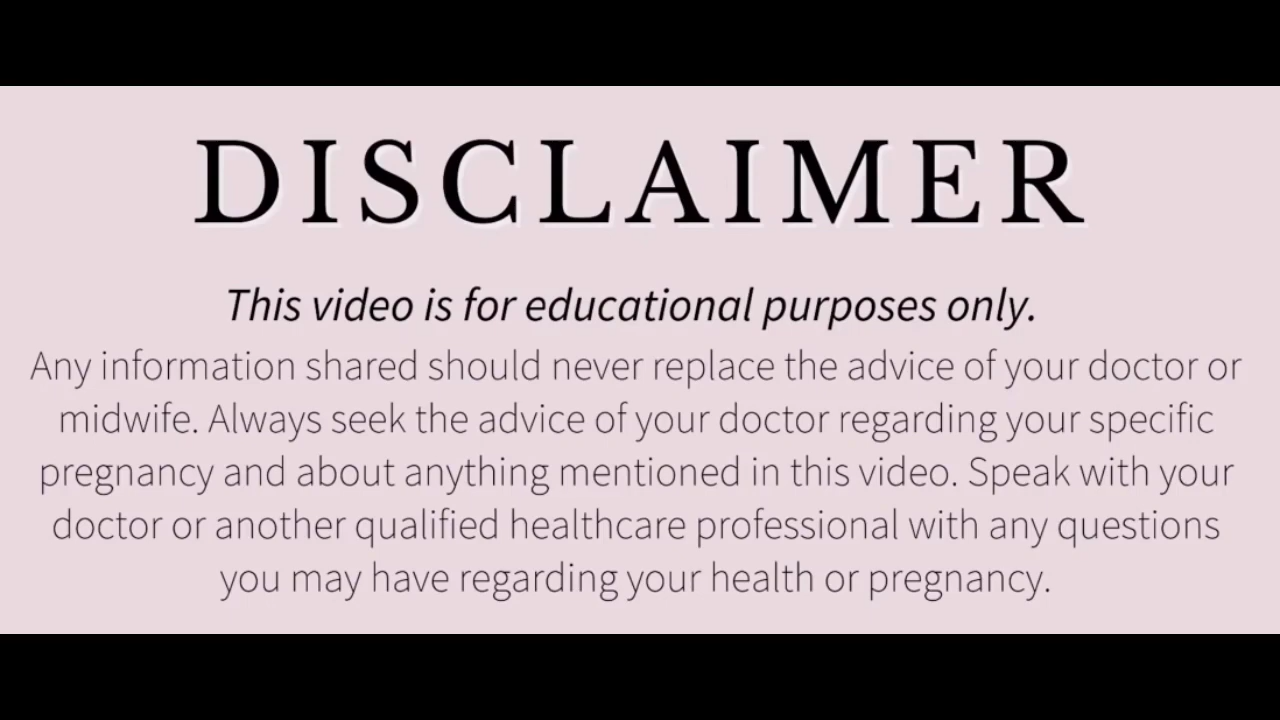 DISCLAIMER
This video is for educational purposes only.
Any information shared should never replace the advice of your doctor or
midwife. Always seek the advice of your doctor regarding your specific
pregnancy and about anything mentioned in this video. Speak with your
doctor or another qualified healthcare professional with any questions
you may have regarding your health or pregnancy.